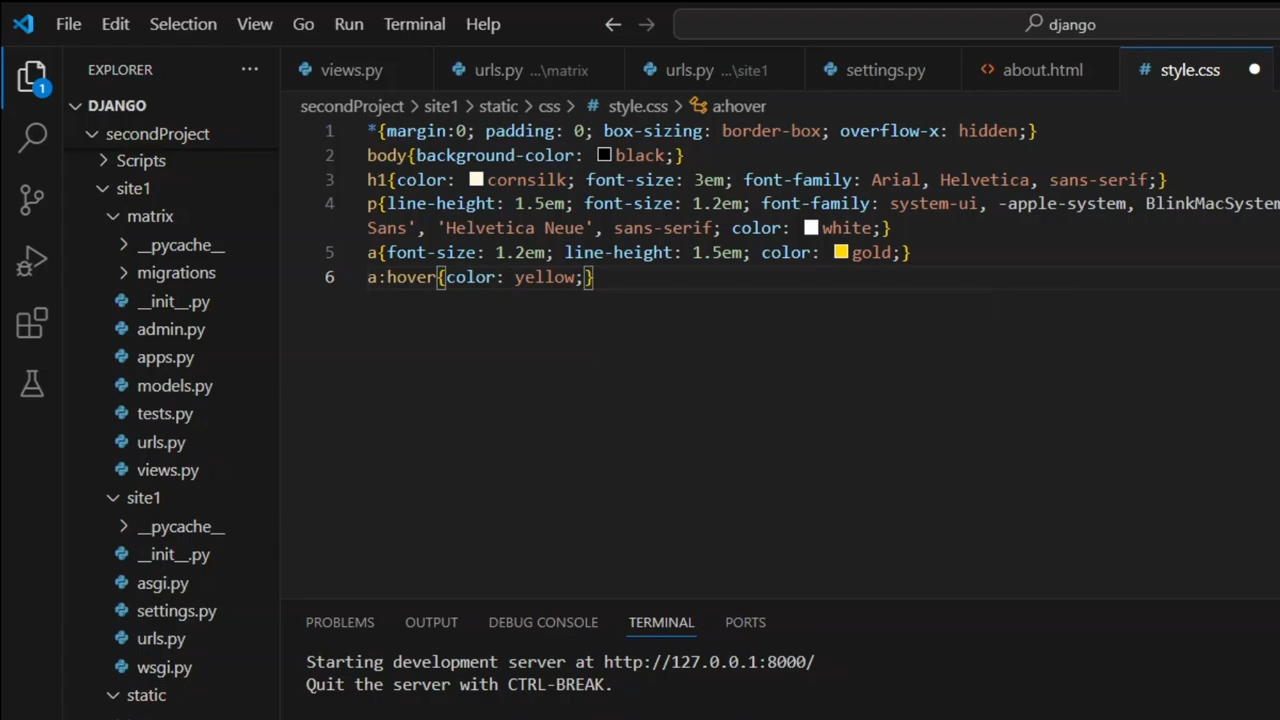 File Edit Selection View Go Run Terminal Help django
EXPLORER ...
views.py urls.py ...\matrix urls.py ...\site1 settings.py about.html # style.css
DJANGO
secondProject
Scripts
site1
matrix
__pycache__
migrations
__init__.py
admin.py
apps.py
models.py
tests.py
urls.py
views.py
site1
__pycache__
__init__.py
asgi.py
settings.py
urls.py
wsgi.py
static
1
secondProject > site1 > static > css > # style.css > a:hover
1 *{margin:0; padding: 0; box-sizing: border-box; overflow-x: hidden;}
2 body{background-color: black;}
3 h1{color: cornsilk; font-size: 3em; font-family: Arial, Helvetica, sans-serif;}
4 p{line-height: 1.5em; font-size: 1.2em; font-family: system-ui, -apple-system, BlinkMacSystem
Sans', 'Helvetica Neue', sans-serif; color: white;}
5 a{font-size: 1.2em; line-height: 1.5em; color: gold;}
6 a:hover{color: yellow;}
PROBLEMS OUTPUT DEBUG CONSOLE TERMINAL PORTS
Starting development server at http://127.0.0.1:8000/
Quit the server with CTRL-BREAK.